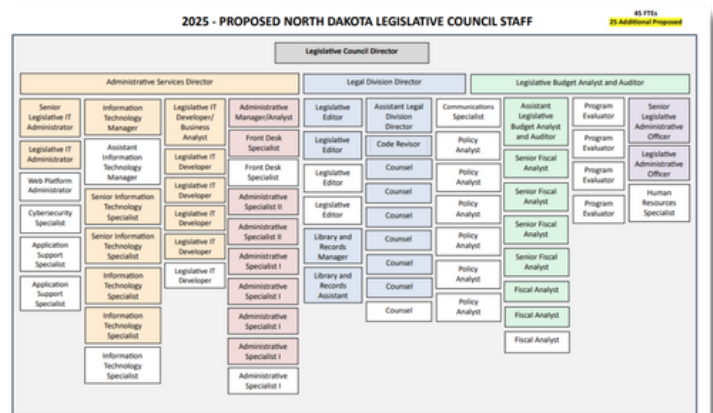 45 FTEs
2025 - PROPOSED NORTH DAKOTA LEGISLATIVE COUNCIL STAFF
25 Additional Proposed
Legislative Council Director
Administrative Services Director
Legal Division Director
Legislative Budget Analyst and Auditor
Senior
Legislative IT
Administrator
Legislative IT
Administrator
Web Platform
Administrator
Cybersecurity
Specialist
Application
Support
Specialist
Application
Support
Specialist
Information
Technology
Manager
Assistant
Information
Technology
Manager
Senior Information
Technology
Specialist
Senior Information
Technology
Specialist
Information
Technology
Specialist
Information
Technology
Specialist
Information
Technology
Specialist
Legislative IT
Developer/
Business
Analyst
Legislative IT
Developer
Legislative IT
Developer
Legislative IT
Developer
Legislative IT
Developer
Legislative IT
Developer
Administrative
Manager/Analyst
Front Desk
Specialist
Front Desk
Specialist
Administrative
Specialist II
Administrative
Specialist II
Administrative
Specialist I
Administrative
Specialist I
Administrative
Specialist I
Administrative
Specialist I
Administrative
Specialist I
Legislative
Editor
Legislative
Editor
Legislative
Editor
Legislative
Editor
Library and
Records
Manager
Library and
Records
Assistant
Assistant Legal
Division
Director
Code Revisor
Counsel
Counsel
Counsel
Counsel
Counsel
Counsel
Counsel
Communications
Specialist
Policy
Analyst
Policy
Analyst
Policy
Analyst
Policy
Analyst
Policy
Analyst
Policy
Analyst
Assistant
Legislative
Budget Analyst
and Auditor
Senior Fiscal
Analyst
Senior Fiscal
Analyst
Senior Fiscal
Analyst
Senior Fiscal
Analyst
Fiscal Analyst
Fiscal Analyst
Fiscal Analyst
Program
Evaluator
Program
Evaluator
Program
Evaluator
Program
Evaluator
Senior
Legislative
Administrative
Officer
Legislative
Administrative
Officer
Human
Resources
Specialist